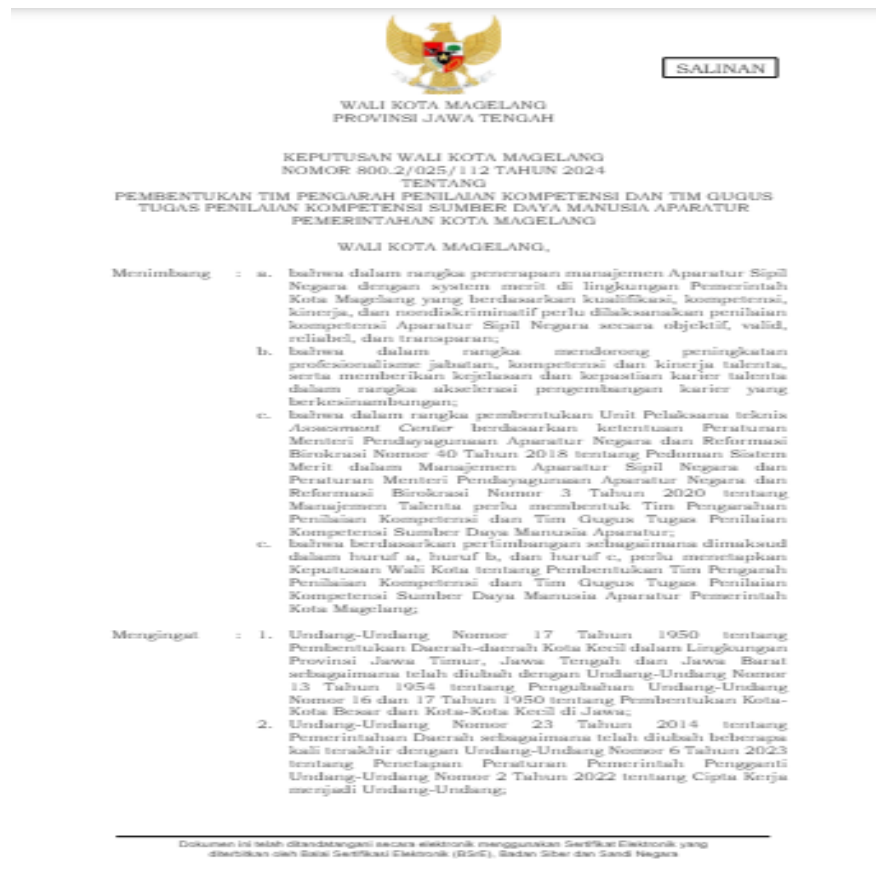 SALINAN
WALI KOTA MAGELANG
PROVINSI JAWA TENGAH
KEPUTUSAN WALI KOTA MAGELANG
NOMOR 800.2/025/112 TAHUN 2024
TENTANG
PEMBENTUKAN TIM PENGARAH PENILAIAN KOMPETENSI DAN TIM GUGUS
TUGAS PENILAIAN KOMPETENSI SUMBER DAYA MANUSIA APARATUR
PEMERINTAHAN KOTA MAGELANG
WALI KOTA MAGELANG,
Menimbang : a. bahwa dalam rangka penerapan manajemen Aparatur Sipil
Negara dengan system merit di lingkungan Pemerintah
Kota Magelang yang berdasarkan kualifikasi, kompetensi,
kinerja, dan nondiskriminatif perlu dilaksanakan penilaian
kompetensi Aparatur Sipil Negara secara objektif, valid,
reliabel, dan transparan;
b. bahwa dalam rangka mendorong peningkatan
profesionalisme jabatan, kompetensi dan kinerja talenta,
serta memberikan kejelasan dan kepastian karier talenta
dalam rangka akselerasi pengembangan karier yang
berkesinambungan;
c. bahwa dalam rangka pembentukan Unit Pelaksana teknis
Assessment Center berdasarkan ketentuan Peraturan
Menteri Pendayagunaan Aparatur Negara dan Reformasi
Birokrasi Nomor 40 Tahun 2018 tentang Pedoman Sistem
Merit dalam Manajemen Aparatur Sipil Negara dan
Peraturan Menteri Pendayagunaan Aparatur Negara dan
Reformasi Birokrasi Nomor 3 Tahun 2020 tentang
Manajemen Talenta perlu membentuk Tim Pengarahan
Penilaian Kompetensi dan Tim Gugus Tugas Penilaian
Kompetensi Sumber Daya Manusia Aparatur;
c. bahwa berdasarkan pertimbangan sebagaimana dimaksud
dalam huruf a, huruf b, dan huruf c, perlu menetapkan
Keputusan Wali Kota tentang Pembentukan Tim Pengarah
Penilaian Kompetensi dan Tim Gugus Tugas Penilaian
Kompetensi Sumber Daya Manusia Aparatur Pemerintah
Kota Magelang;
Mengingat : 1. Undang-Undang Nomor 17 Tahun 1950 tentang
Pembentukan Daerah-daerah Kota Kecil dalam Lingkungan
Provinsi Jawa Timur, Jawa Tengah dan Jawa Barat
sebagaimana telah diubah dengan Undang-Undang Nomor
13 Tahun 1954 tentang Pengubahan Undang-Undang
Nomor 16 dan 17 Tahun 1950 tentang Pembentukan Kota-
Kota Besar dan Kota-Kota Kecil di Jawa;
2. Undang-Undang Nomor 23 Tahun 2014 tentang
Pemerintahan Daerah sebagaimana telah diubah beberapa
kali terakhir dengan Undang-Undang Nomor 6 Tahun 2023
tentang Penetapan Peraturan Pemerintah Pengganti
Undang-Undang Nomor 2 Tahun 2022 tentang Cipta Kerja
menjadi Undang-Undang;
Dokumen ini telah ditandatangani secara elektronik menggunakan Sertifikat Elektronik yang
diterbitkan oleh Balai Sertifikasi Elektronik (BSrE), Badan Siber dan Sandi Negara